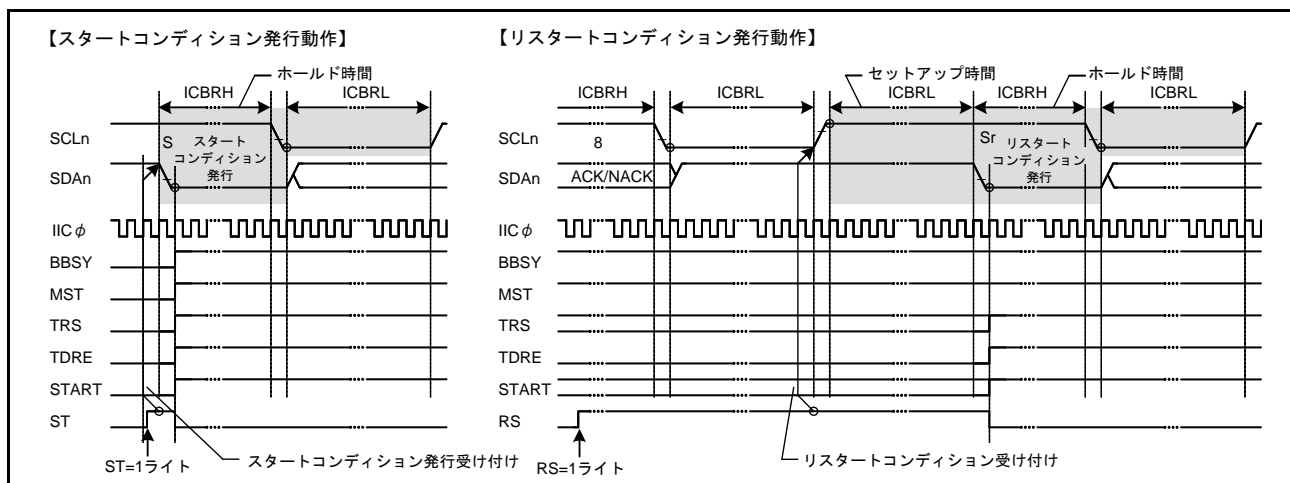 【スタートコンディション発行動作】
ホールド時間
ICBRH
ICBRL
SCLn
S
スタート
コンディション
発行
SDAn
IICφ
BBSY
MST
TRS
TDRE
START
ST
ST=1ライト
スタートコンディション発行受け付け
【リスタートコンディション発行動作】
セットアップ時間
ホールド時間
ICBRH
ICBRL
ICBRL
ICBRH
ICBRL
SCLn
8
Sr
リスタート
コンディション
発行
SDAn
ACK/NACK
IICφ
BBSY
MST
TRS
TDRE
START
RS
RS=1ライト
リスタートコンディション受け付け